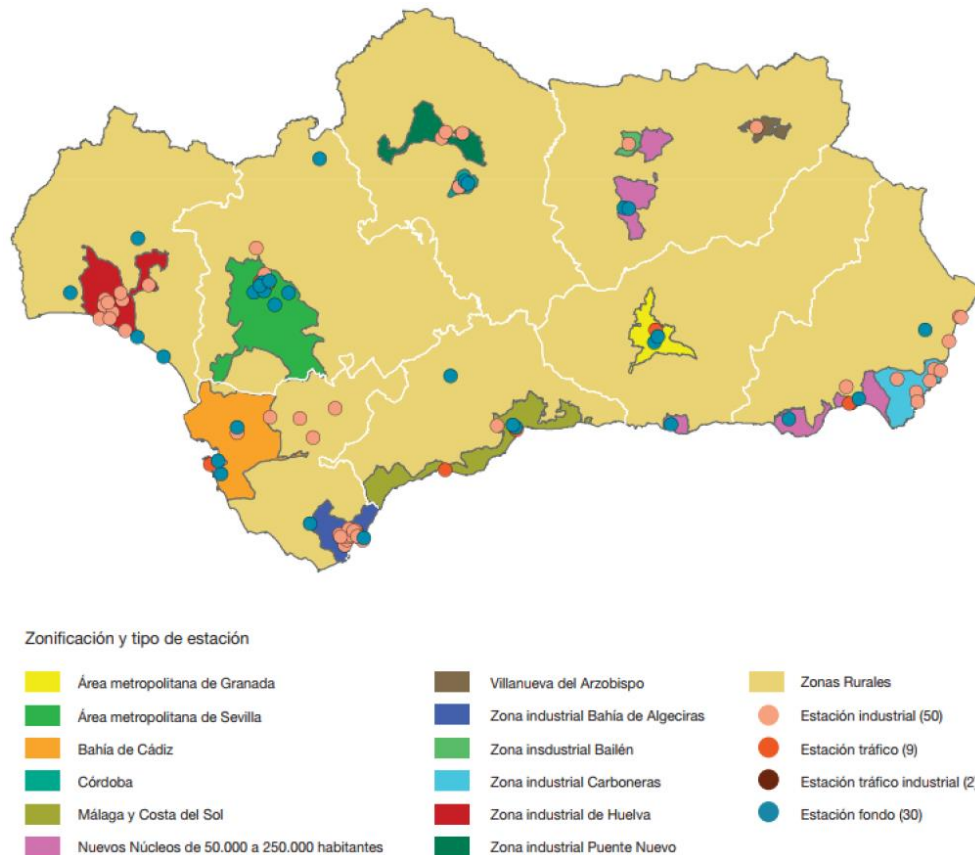 Zonificación y tipo de estación
Área metropolitana de Granada
Área metropolitana de Sevilla
Bahía de Cádiz
Córdoba
Málaga y Costa del Sol
Nuevos Núcleos de 50.000 a 250.000 habitantes
Villanueva del Arzobispo
Zona industrial Bahía de Algeciras
Zona insdustrial Bailén
Zona industrial Carboneras
Zona industrial de Huelva
Zona industrial Puente Nuevo
Zonas Rurales
Estación industrial (50)
Estación tráfico (9)
Estación tráfico industrial (2)
Estación fondo (30)